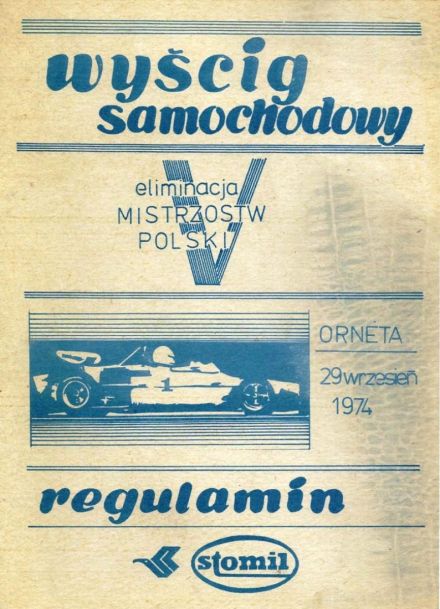 wyścig
samochodowy
V
eliminacja
MISTRZOSTW
POLSKI
ORNETA
29 wrzesień
1974
1
regulamin
stomil